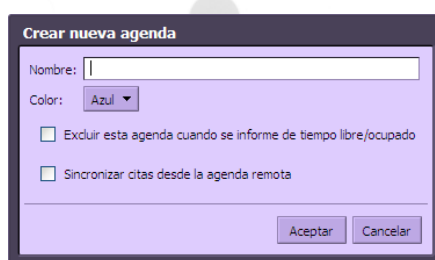 Crear nueva agenda
Nombre:
Color: Azul
Excluir esta agenda cuando se informe de tiempo libre/ocupado
Sincronizar citas desde la agenda remota
Aceptar Cancelar